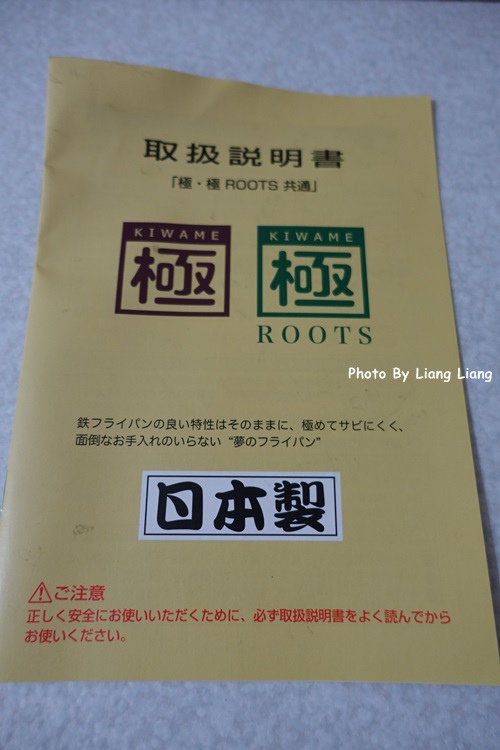 取扱説明書
「極・極 ROOTS 共通」
KIWAME
極
KIWAME
極
ROOTS
Photo By Liang Liang
鉄フライパンの良い特性はそのままに、極めてサビにくく、
面倒なお手入れのいらない“夢のフライパン”
日本製
ご注意
正しく安全にお使いいただくために、必ず取扱説明書をよく読んでから
お使いください。